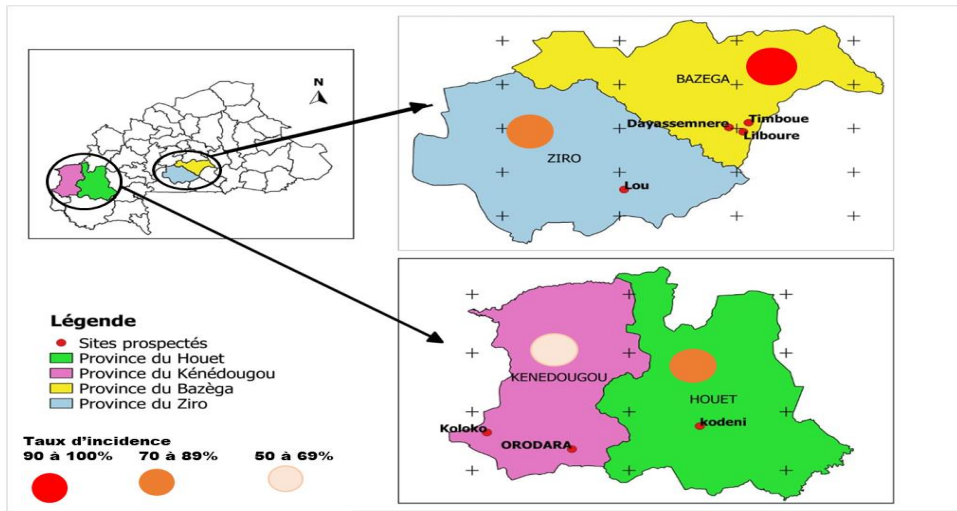 N
BAZEGA
Dayassemnere
Timboue
Lilboure
ZIRO
Lou
Légende
Sites prospectés
Province du Houet
Province du Kénédougou
Province du Bazèga
Province du Ziro
Taux d'incidence
90 à 100% 70 à 89% 50 à 69%
KENEDOUGOU
HOUET
kodeni
Koloko
ORODARA